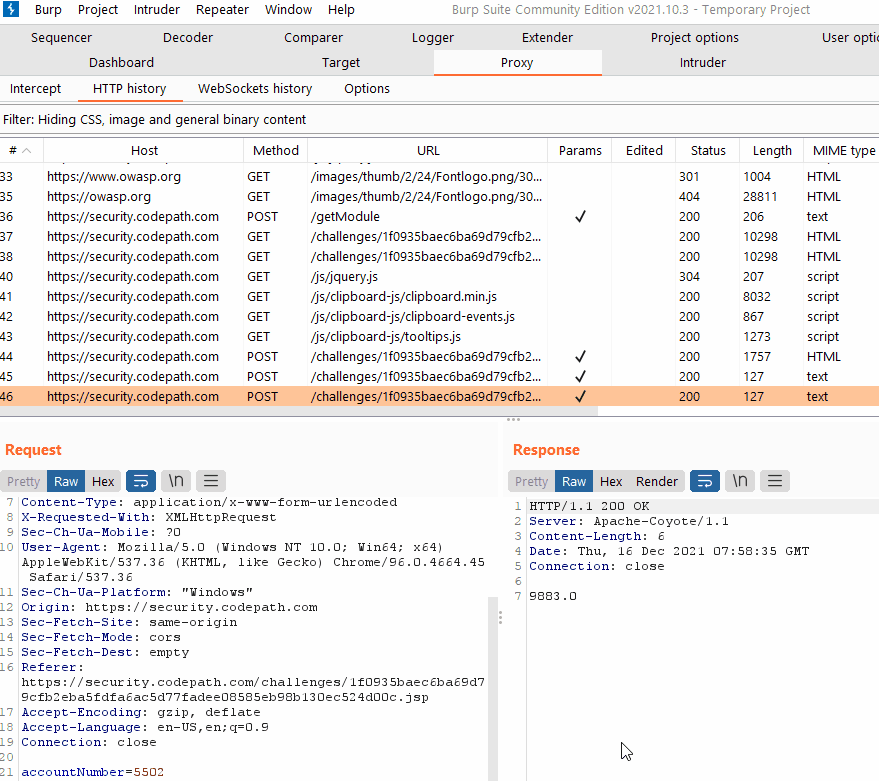 Burp Project Intruder Repeater Window Help Burp Suite Community Edition v2021.10.3 - Temporary Project
Sequencer Decoder Comparer Logger Extender Project options User optio
Dashboard Target Proxy Intruder
Intercept HTTP history WebSockets history Options
Filter: Hiding CSS, image and general binary content
# Host Method URL Params Edited Status Length MIME type
33 https://www.owasp.org GET /images/thumb/2/24/Fontlogo.png/30... 301 1004 HTML
35 https://owasp.org GET /images/thumb/2/24/Fontlogo.png/30... 404 28811 HTML
36 https://security.codepath.com POST /getModule ✓ 200 206 text
37 https://security.codepath.com GET /challenges/1f0935baec6ba69d79cfb2... 200 10298 HTML
38 https://security.codepath.com GET /challenges/1f0935baec6ba69d79cfb2... 200 10298 HTML
40 https://security.codepath.com GET /js/jquery.js 304 207 script
41 https://security.codepath.com GET /js/clipboard-js/clipboard.min.js 200 8032 script
42 https://security.codepath.com GET /js/clipboard-js/clipboard-events.js 200 867 script
43 https://security.codepath.com GET /js/clipboard-js/tooltips.js 200 1273 script
44 https://security.codepath.com POST /challenges/1f0935baec6ba69d79cfb2... ✓ 200 1757 HTML
45 https://security.codepath.com POST /challenges/1f0935baec6ba69d79cfb2... ✓ 200 127 text
46 https://security.codepath.com POST /challenges/1f0935baec6ba69d79cfb2... ✓ 200 127 text
Request
Pretty Raw Hex \n
7 Content-Type: application/x-www-form-urlencoded
8 X-Requested-With: XMLHttpRequest
9 Sec-Ch-Ua-Mobile: ?0
10 User-Agent: Mozilla/5.0 (Windows NT 10.0; Win64; x64)
AppleWebKit/537.36 (KHTML, like Gecko) Chrome/96.0.4664.45
Safari/537.36
11 Sec-Ch-Ua-Platform: "Windows"
12 Origin: https://security.codepath.com
13 Sec-Fetch-Site: same-origin
14 Sec-Fetch-Mode: cors
15 Sec-Fetch-Dest: empty
16 Referer:
https://security.codepath.com/challenges/1f0935baec6ba69d7
9cfb2eba5fdfa6ac5d77fadee08585eb98b130ec524d00c.jsp
17 Accept-Encoding: gzip, deflate
18 Accept-Language: en-US,en;q=0.9
19 Connection: close
20
21 accountNumber=5502
Response
Pretty Raw Hex Render \n
1 HTTP/1.1 200 OK
2 Server: Apache-Coyote/1.1
3 Content-Length: 6
4 Date: Thu, 16 Dec 2021 07:58:35 GMT
5 Connection: close
6
7 9883.0